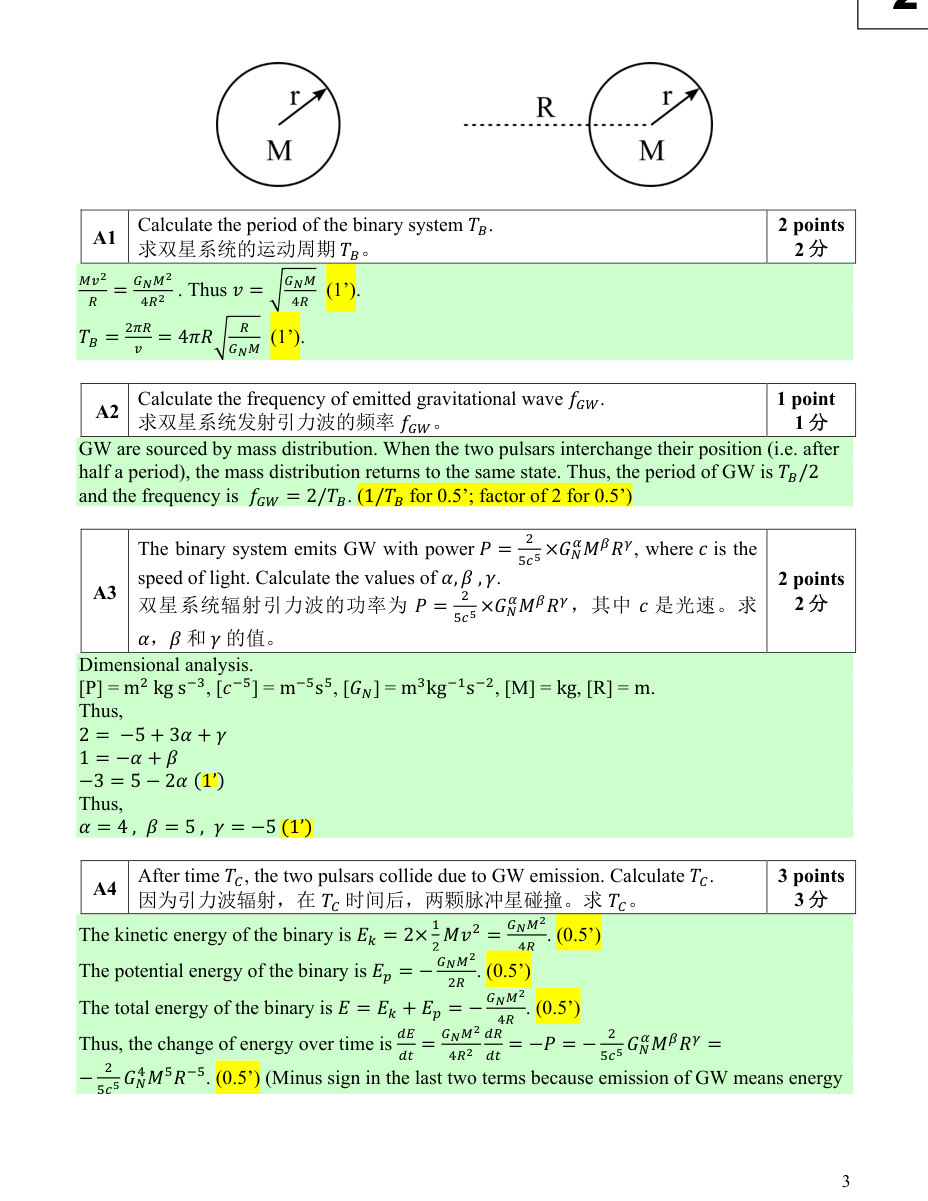 2
r
M
R
r
M
A1
Calculate the period of the binary system T_B.
求双星系统的运动周期 T_B。
2 points
2 分
Mv²/R = G_N M²/4R² . Thus v = √(G_N M/4R) (1’).
T_B = 2πR/v = 4πR√(R/G_N M) (1’).
A2
Calculate the frequency of emitted gravitational wave f_GW.
求双星系统发射引力波的频率 f_GW。
1 point
1 分
GW are sourced by mass distribution. When the two pulsars interchange their position (i.e. after
half a period), the mass distribution returns to the same state. Thus, the period of GW is T_B/2
and the frequency is f_GW = 2/T_B. (1/T_B for 0.5’; factor of 2 for 0.5’)
A3
The binary system emits GW with power P = 2/5c⁵ ×G_N^α M^β R^γ, where c is the
speed of light. Calculate the values of α, β ,γ.
双星系统辐射引力波的功率为 P = 2/5c⁵ ×G_N^α M^β R^γ，其中 c 是光速。求
α，β 和 γ 的值。
2 points
2 分
Dimensional analysis.
[P] = m² kg s⁻³, [c⁻⁵] = m⁻⁵s⁵, [G_N] = m³kg⁻¹s⁻², [M] = kg, [R] = m.
Thus,
2 = −5 + 3α + γ
1 = −α + β
−3 = 5 − 2α (1’)
Thus,
α = 4 , β = 5 , γ = −5 (1’)
A4
After time T_C, the two pulsars collide due to GW emission. Calculate T_C.
因为引力波辐射，在 T_C 时间后，两颗脉冲星碰撞。求 T_C。
3 points
3 分
The kinetic energy of the binary is E_k = 2× 1/2 Mv² = G_N M²/4R. (0.5’)
The potential energy of the binary is E_p = − G_N M²/2R. (0.5’)
The total energy of the binary is E = E_k + E_p = − G_N M²/4R. (0.5’)
Thus, the change of energy over time is dE/dt = G_N M²/4R² dR/dt = −P = − 2/5c⁵ G_N^α M^β R^γ =
− 2/5c⁵ G_N⁴ M⁵R⁻⁵. (0.5’) (Minus sign in the last two terms because emission of GW means energy
3